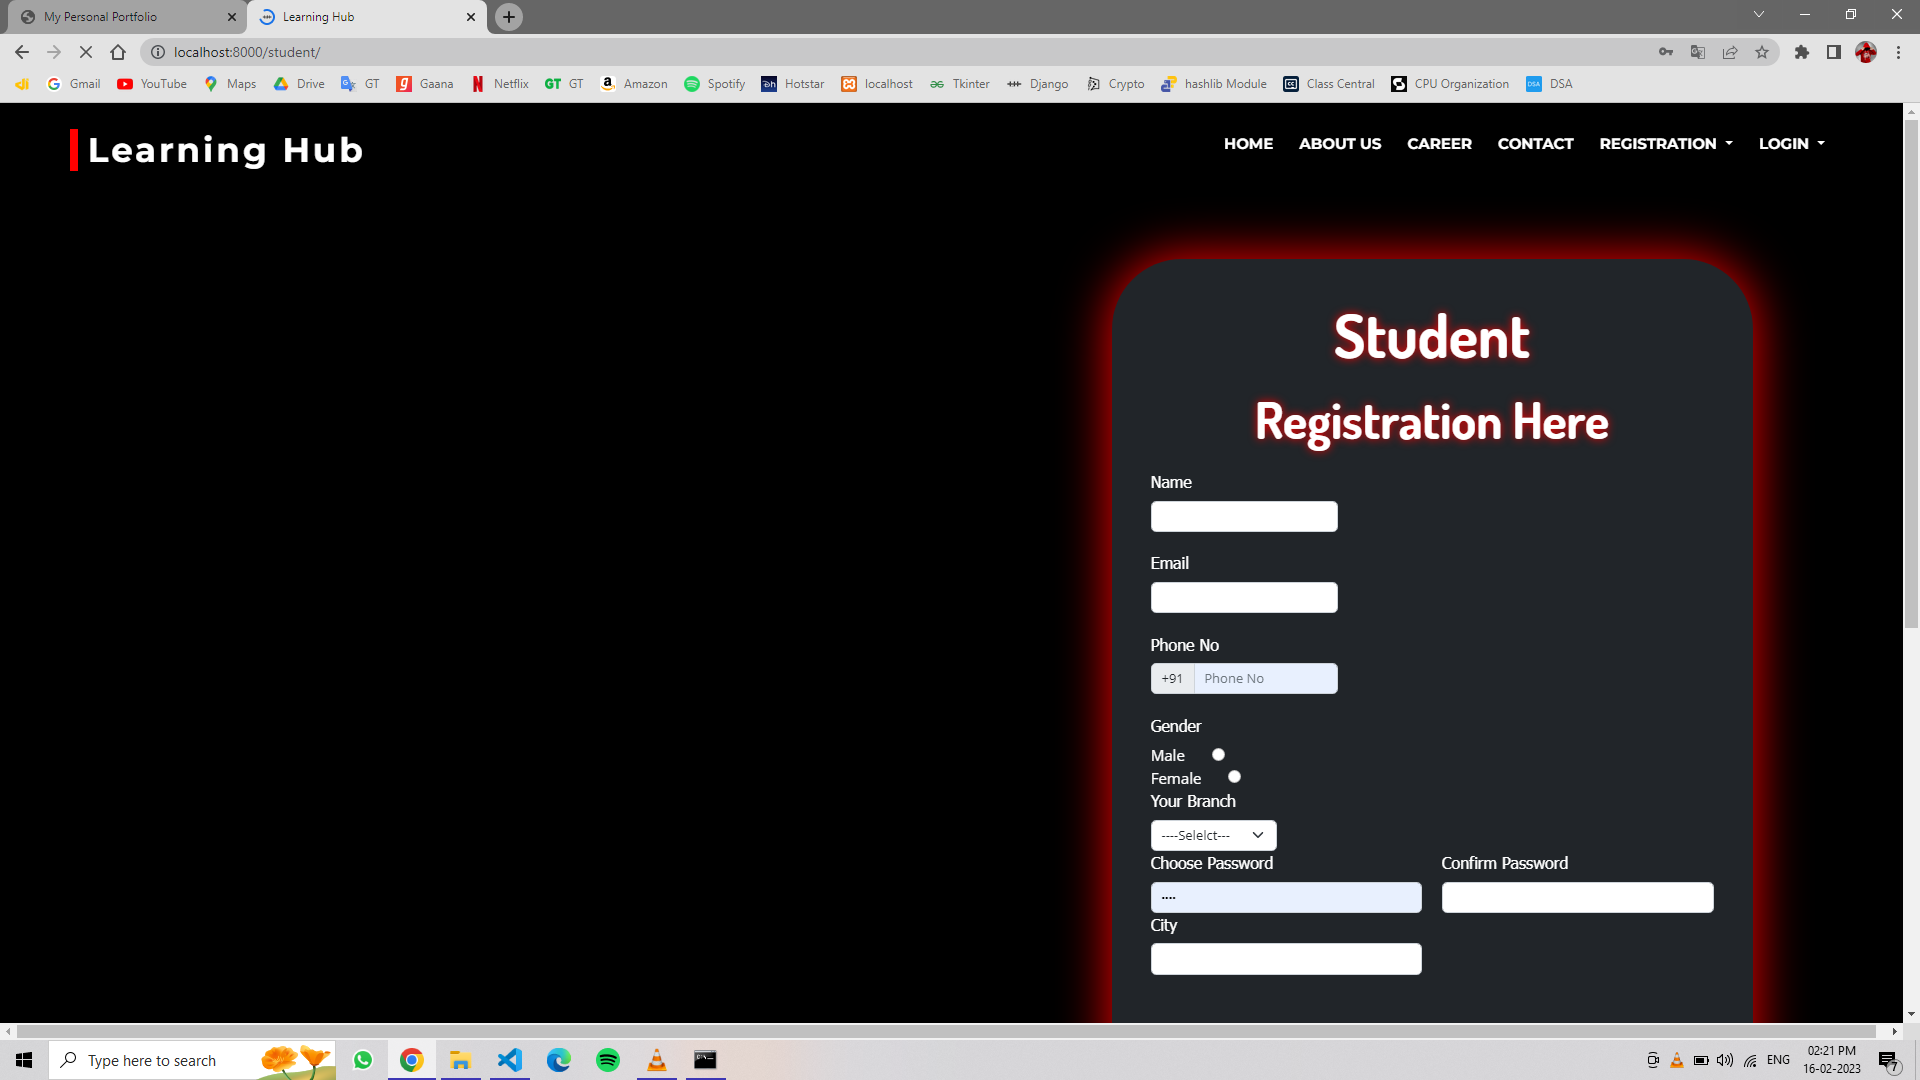 My Personal Portfolio
Learning Hub
localhost:8000/student/
Gmail YouTube Maps Drive GT Gaana Netflix GT GT Amazon Spotify Hotstar localhost Tkinter Django Crypto hashlib Module Class Central CPU Organization DSA DSA
Learning Hub
HOME ABOUT US CAREER CONTACT REGISTRATION LOGIN
Student
Registration Here
Name
Email
Phone No
+91 Phone No
Gender
Male
Female
Your Branch
----Selelct---
Choose Password Confirm Password
····
City
Type here to search
ENG
02:21 PM
16-02-2023
7